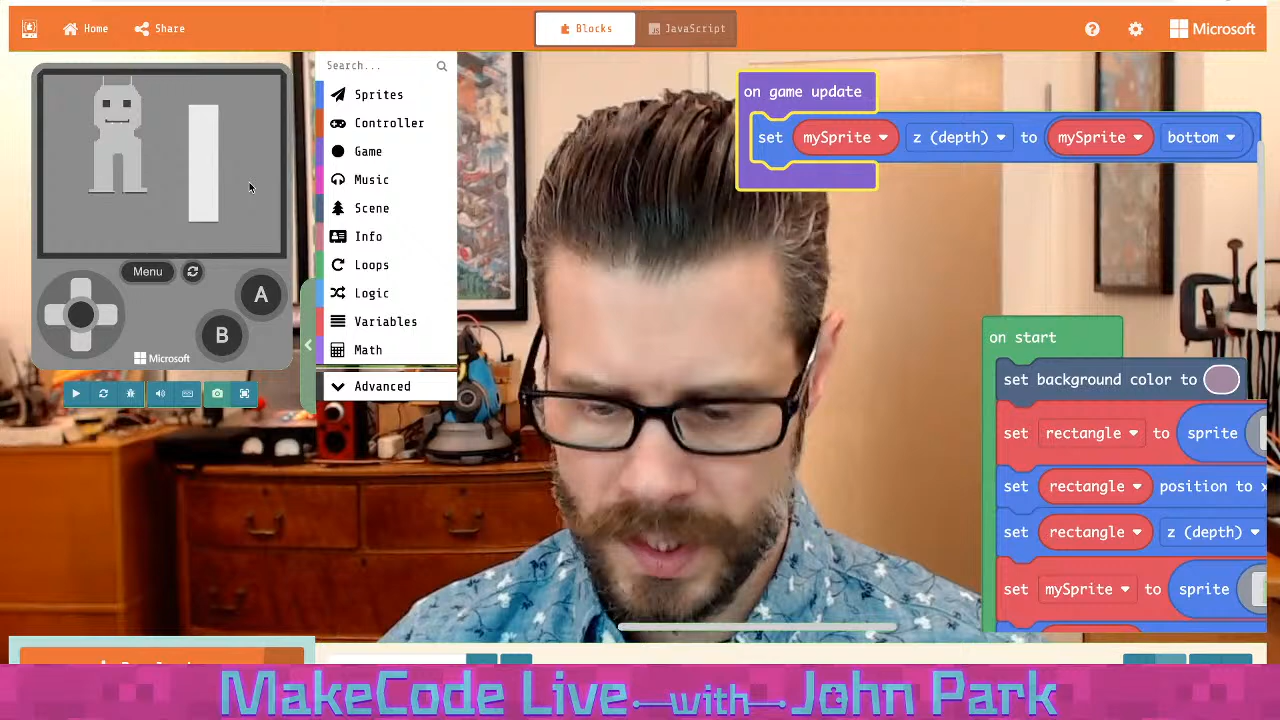 Home
Share
Blocks
JavaScript
Microsoft
Search...
Sprites
Controller
Game
Music
Scene
Info
Loops
Logic
Variables
Math
Advanced
Menu
A
B
Microsoft
on game update
set mySprite z (depth) to mySprite bottom
on start
set background color to
set rectangle to sprite
set rectangle position to x
set rectangle z (depth)
set mySprite to sprite
MakeCode Live with John Park